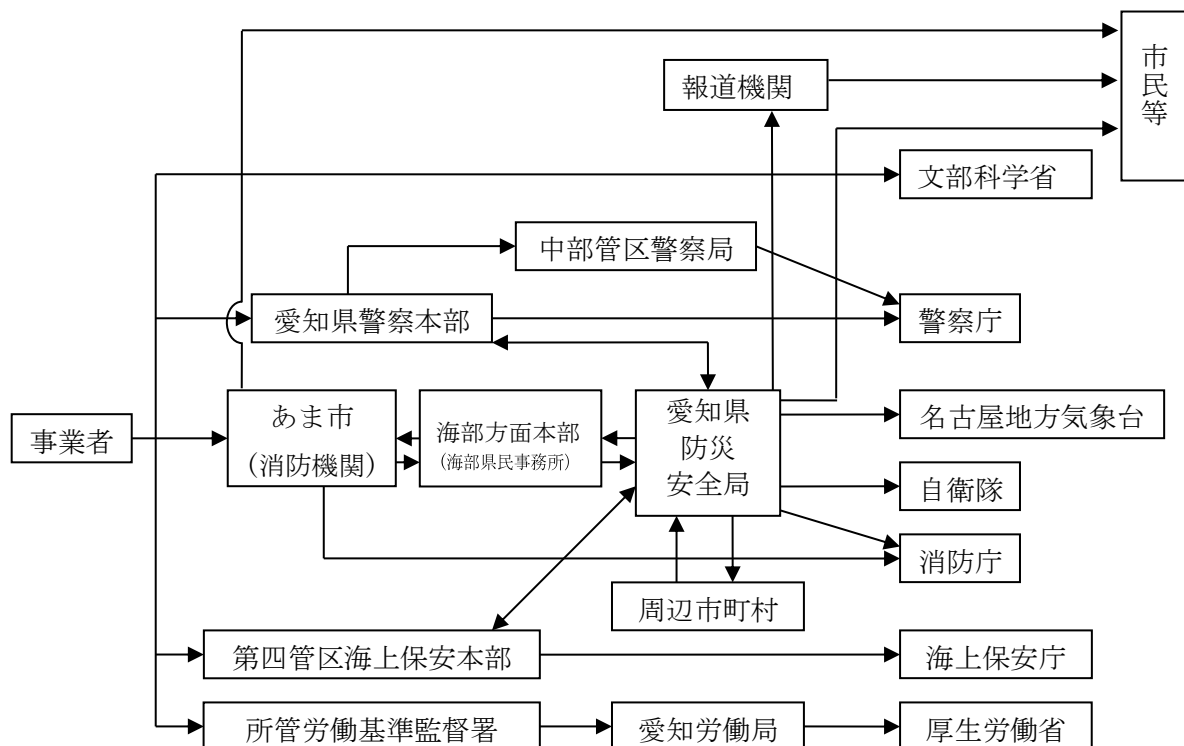 市民等
報道機関
文部科学省
中部管区警察局
愛知県警察本部
警察庁
事業者
あま市
(消防機関)
海部方面本部
(海部県民事務所)
愛知県
防災
安全局
名古屋地方気象台
自衛隊
消防庁
周辺市町村
第四管区海上保安本部
海上保安庁
所管労働基準監督署
愛知労働局
厚生労働省